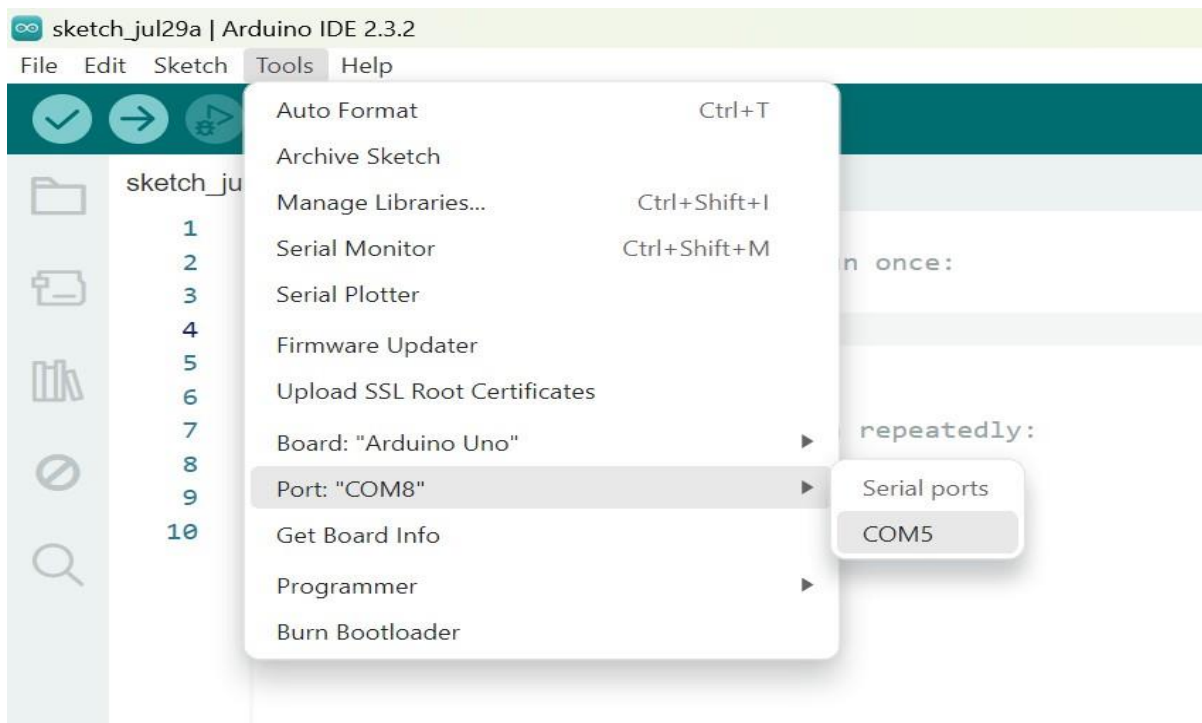 sketch_jul29a | Arduino IDE 2.3.2
File Edit Sketch Tools Help
Auto Format Ctrl+T
Archive Sketch
sketch_ju
Manage Libraries... Ctrl+Shift+I
1
Serial Monitor Ctrl+Shift+M
2 n once:
3
Serial Plotter
4
Firmware Updater
5
Upload SSL Root Certificates
6
7 repeatedly:
Board: "Arduino Uno"
8
Port: "COM8" Serial ports
9
10
Get Board Info COM5
Programmer
Burn Bootloader